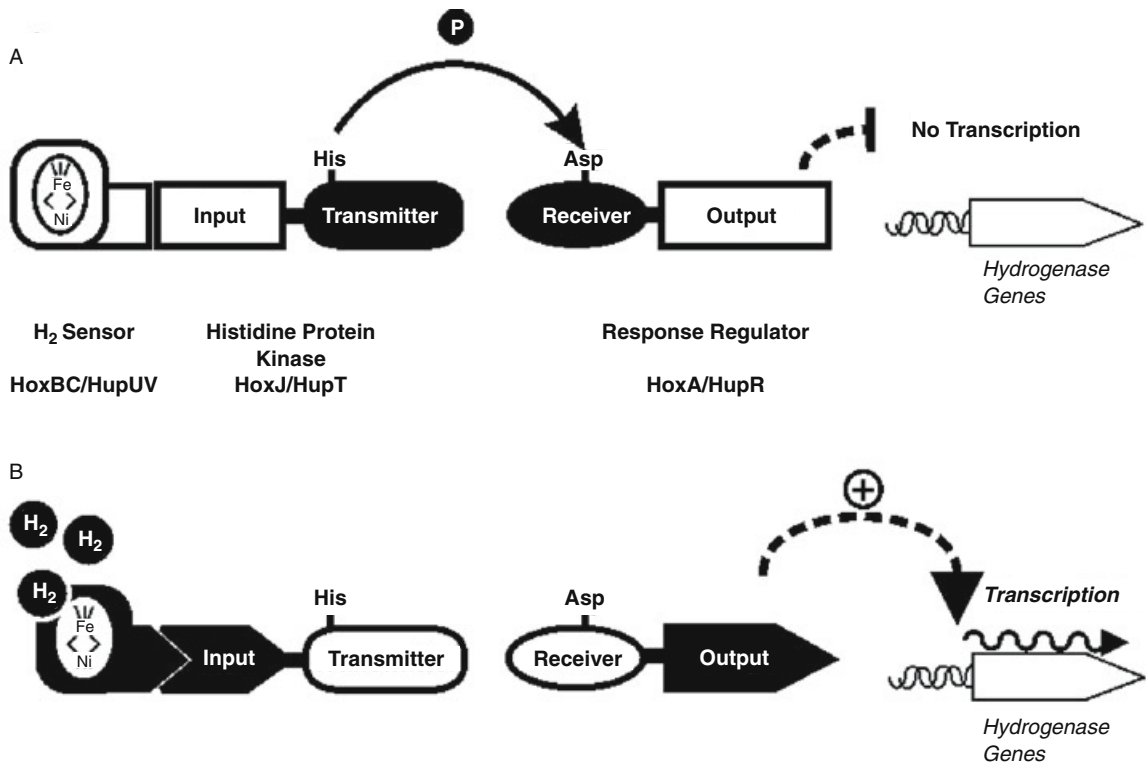 A
P
His
Asp
No Transcription
Fe
Ni
Input
Transmitter
Receiver
Output
Hydrogenase
Genes
H2 Sensor
Histidine Protein
Kinase
Response Regulator
HoxBC/HupUV
HoxJ/HupT
HoxA/HupR
B
H2
H2
H2
+
His
Asp
Transcription
Fe
Ni
Input
Transmitter
Receiver
Output
Hydrogenase
Genes